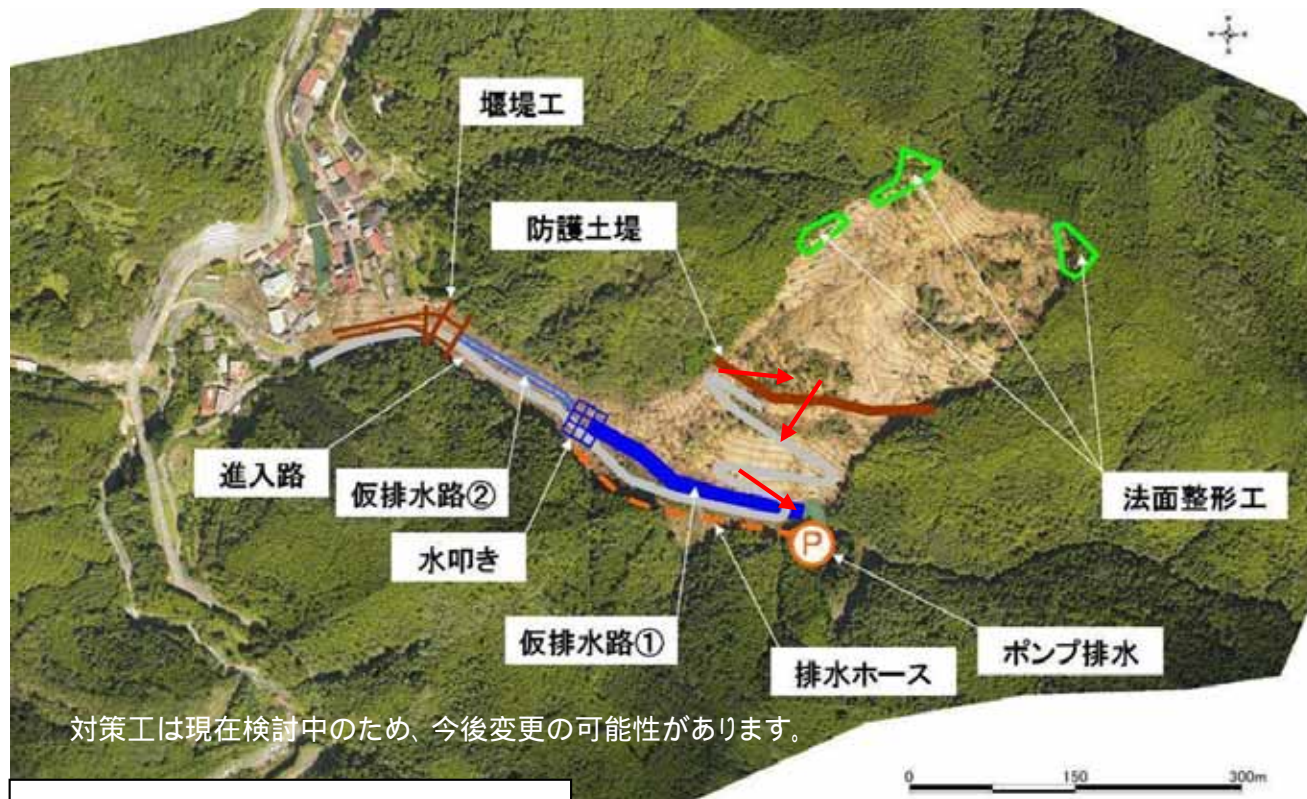 堰堤工
防護土堤
進入路
仮排水路②
水叩き
仮排水路①
排水ホース
P
ポンプ排水
法面整形工
対策工は現在検討中のため、今後変更の可能性があります。
0 150 300m